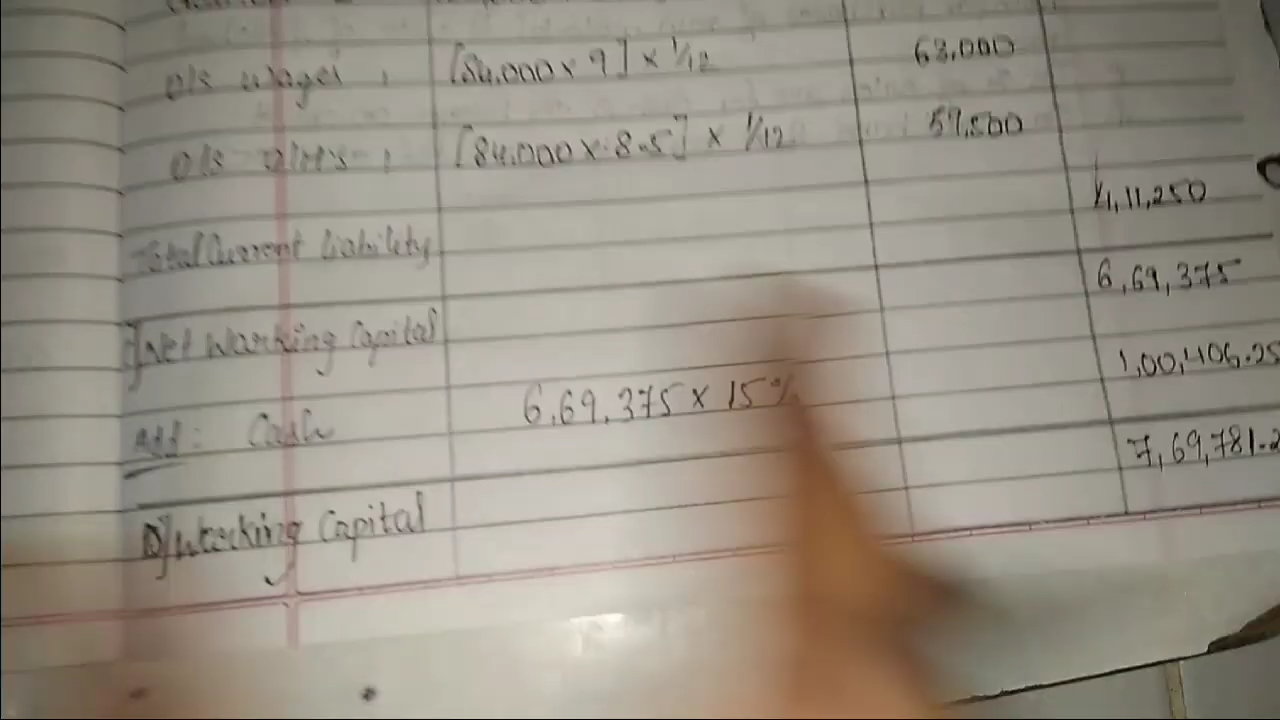 o/s wages , [84,000 x 9] x 1/12 63,000
o/s [84,000 x 8.5] x 1/12 59,500
Total Current liability 1,11,250
Net Working Capital 6,69,375
Add: Cash 6,69,375 x 15% 1,00,406.25
Working Capital 7,69,781.2